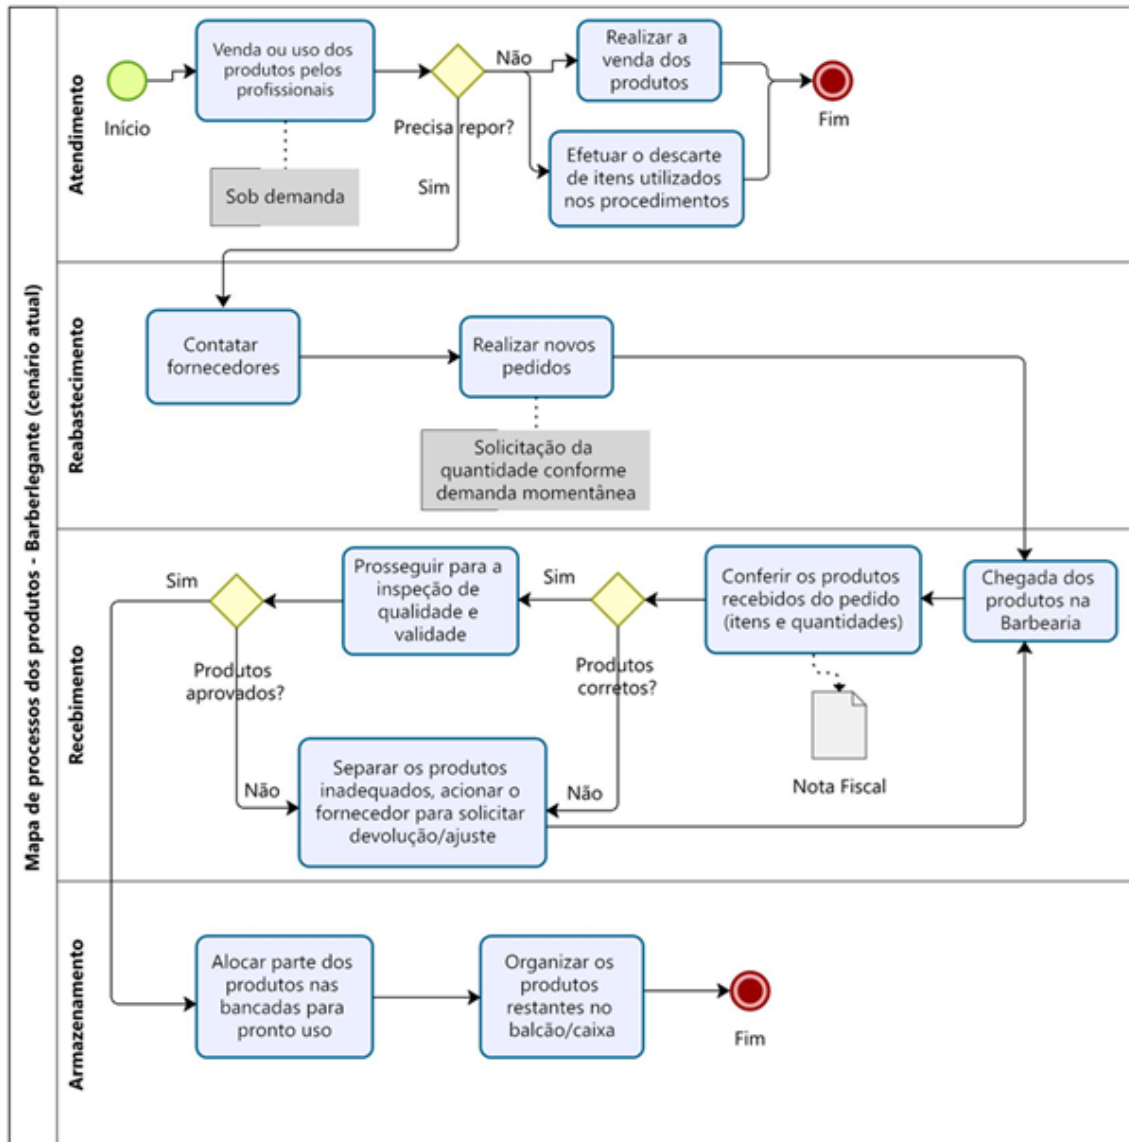 Mapa de processos dos produtos - Barberlegante (cenário atual)
Atendimento
Início
Venda ou uso dos
produtos pelos
profissionais
Sob demanda
Precisa repor?
Não
Sim
Realizar a
venda dos
produtos
Efetuar o descarte
de itens utilizados
nos procedimentos
Fim
Reabastecimento
Contatar
fornecedores
Realizar novos
pedidos
Solicitação da
quantidade conforme
demanda momentânea
Recebimento
Chegada dos
produtos na
Barbearia
Conferir os produtos
recebidos do pedido
(itens e quantidades)
Nota Fiscal
Produtos
corretos?
Sim
Não
Prosseguir para a
inspeção de
qualidade e
validade
Produtos
aprovados?
Sim
Não
Separar os produtos
inadequados, acionar o
fornecedor para solicitar
devolução/ajuste
Armazenamento
Alocar parte dos
produtos nas
bancadas para
pronto uso
Organizar os
produtos
restantes no
balcão/caixa
Fim